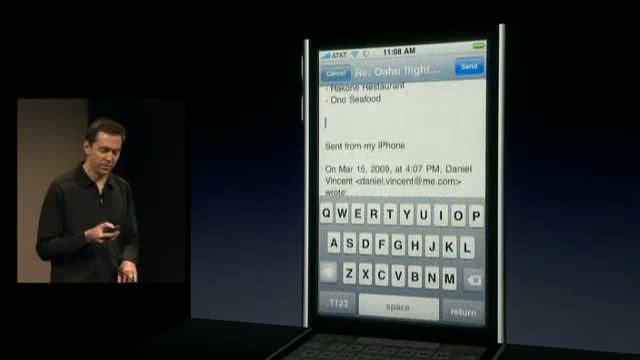 AT&T 11:08 AM
Cancel Re: Oahu flight... Send
- Hakone Restaurant
- Ono Seafood
Sent from my iPhone
On Mar 15, 2009, at 4:07 PM, Daniel
Vincent <daniel.vincent@me.com>
wrote:
Q W E R T Y U I O P
A S D F G H J K L
Z X C V B N M
.?123 space return